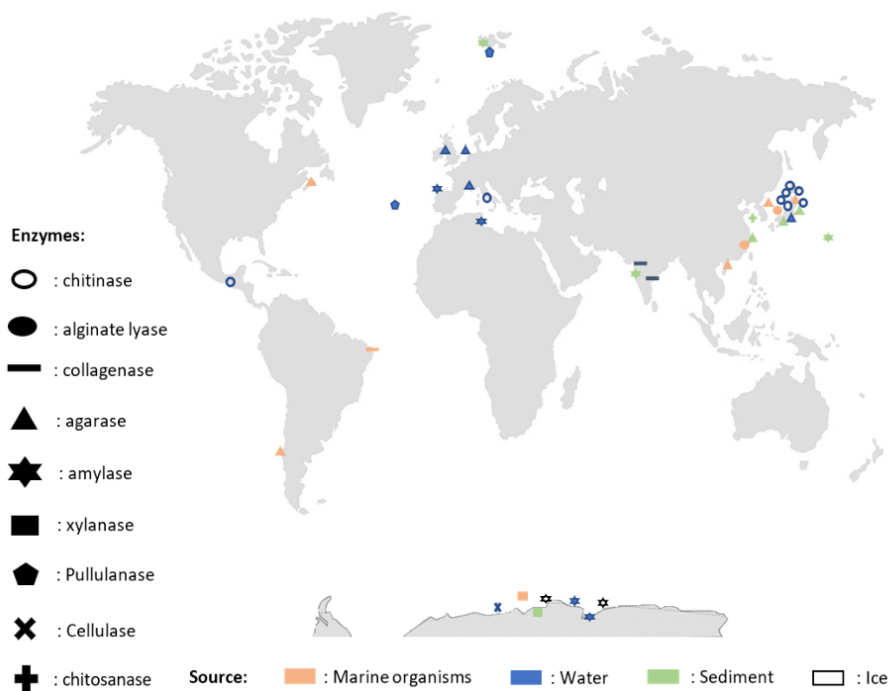 Enzymes:
: chitinase
: alginate lyase
: collagenase
: agarase
: amylase
: xylanase
: Pullulanase
: Cellulase
: chitosanase
Source: : Marine organisms : Water : Sediment : Ice